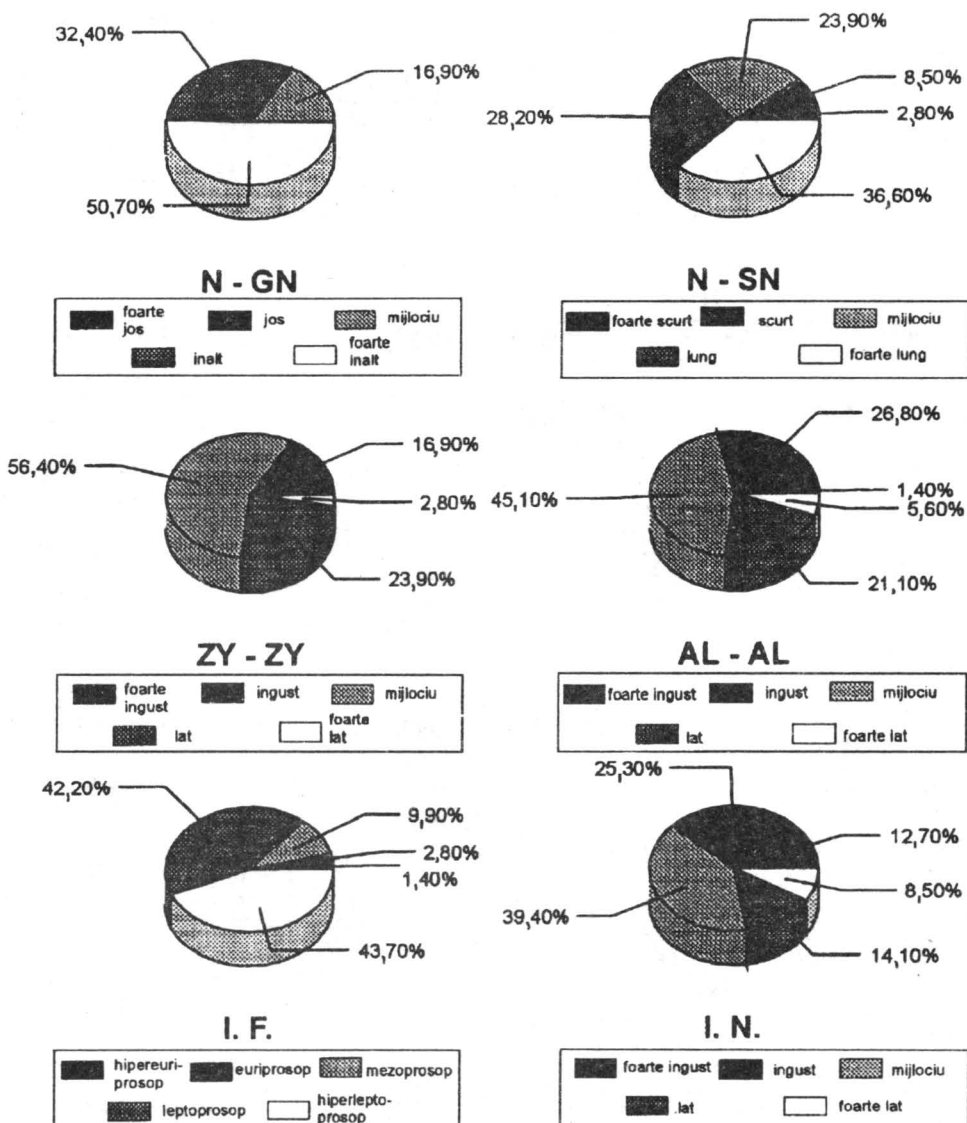 32,40%
16,90%
50,70%
23,90%
8,50%
2,80%
28,20%
36,60%
N - GN
foarte jos
jos
mijlociu
inalt
foarte inalt
N - SN
foarte scurt
scurt
mijlociu
lung
foarte lung
56,40%
16,90%
2,80%
23,90%
26,80%
1,40%
5,60%
45,10%
21,10%
ZY - ZY
foarte ingust
ingust
mijlociu
lat
foarte lat
AL - AL
foarte ingust
ingust
mijlociu
lat
foarte lat
42,20%
9,90%
2,80%
1,40%
43,70%
25,30%
12,70%
8,50%
39,40%
14,10%
I. F.
hipereuri-
prosop
euriprosop
mezoprosop
leptoprosop
hiperlepto-
prosop
I. N.
foarte ingust
ingust
mijlociu
.lat
foarte lat